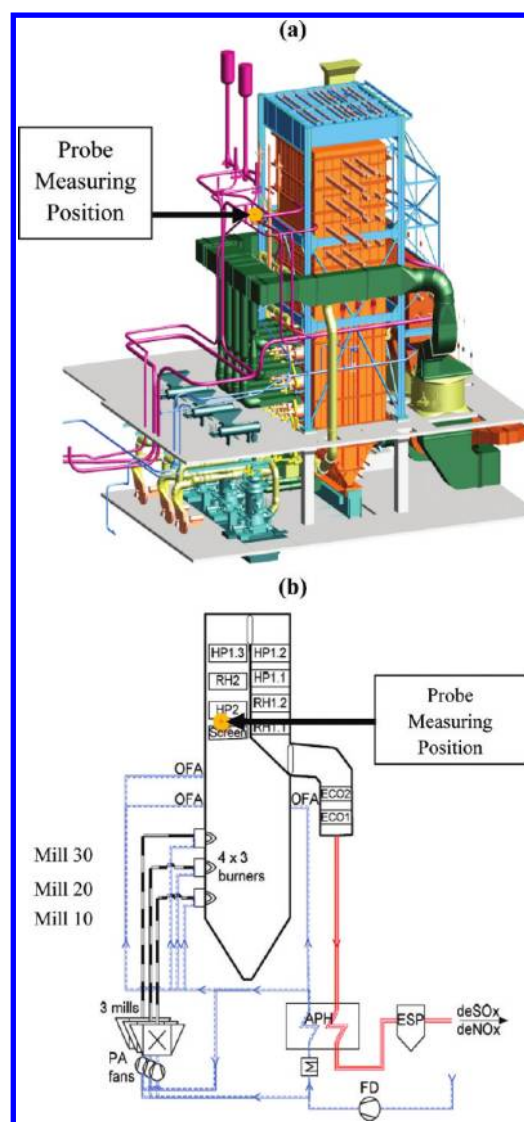 (a)
Probe
Measuring
Position
(b)
HP1.3
HP1.2
RH2
HP1.1
HP2
RH1.2
Screen
RH1.1
Probe
Measuring
Position
OFA
OFA
OFA
ECO2
ECO1
Mill 30
4 x 3
burners
Mill 20
Mill 10
3 mills
APH
ESP
deSOx
deNOx
PA
fans
FD